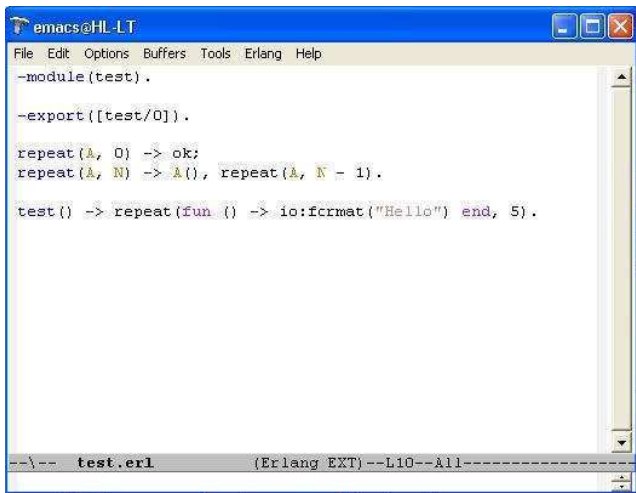 emacs@HL-LT
File Edit Options Buffers Tools Erlang Help
-module(test).
-export([test/0]).
repeat(A, 0) -> ok;
repeat(A, N) -> A(), repeat(A, N - 1).
test() -> repeat(fun () -> io:format("Hello") end, 5).
--\-- test.erl (Erlang EXT)--L10--All------------------